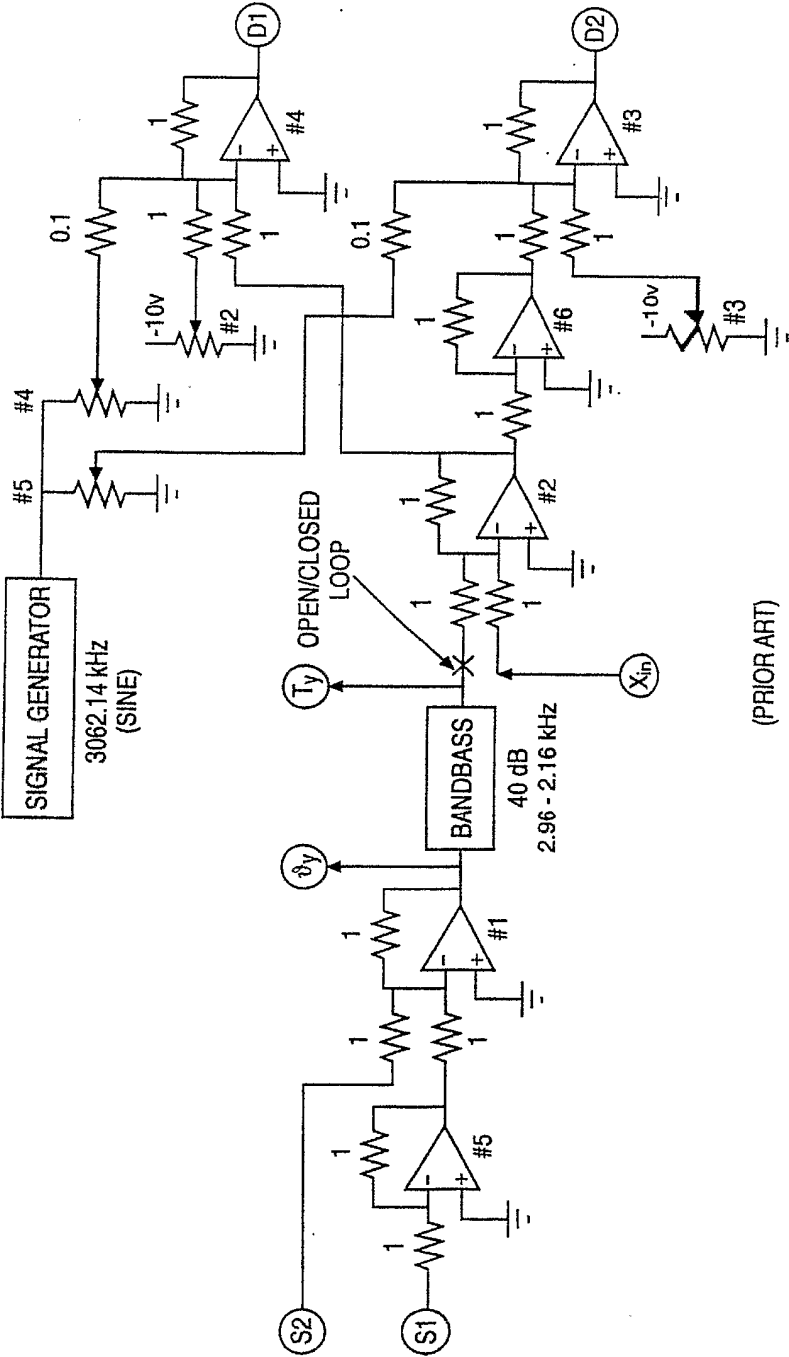 SIGNAL GENERATOR
3062.14 kHz
(SINE)
#5
#4
0.1
-10v
#2
1
1
1
#4
-
+
D1
S2
S1
1
1
#5
-
+
1
1
1
#1
-
+
ϑy
BANDBASS
40 dB
2.96 - 2.16 kHz
Ty
OPEN/CLOSED
LOOP
Xin
1
1
1
#2
-
+
1
1
#6
-
+
0.1
1
1
-10v
#3
1
#3
-
+
D2
(PRIOR ART)